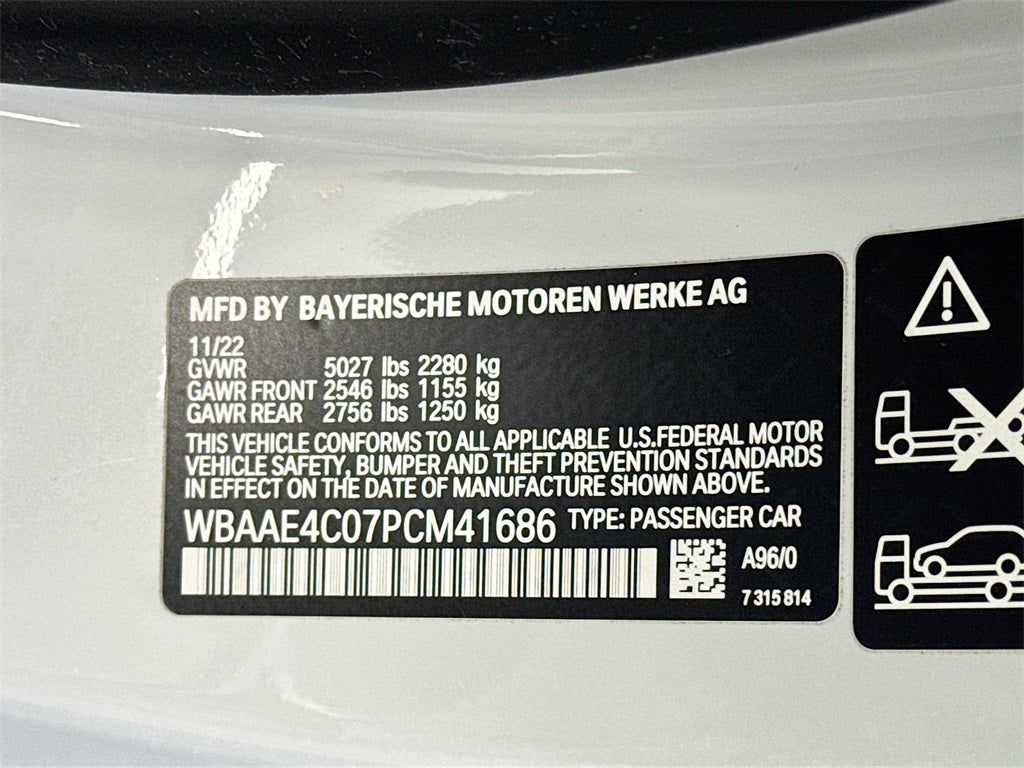 MFD BY BAYERISCHE MOTOREN WERKE AG
11/22
GVWR 5027 lbs 2280 kg
GAWR FRONT 2546 lbs 1155 kg
GAWR REAR 2756 lbs 1250 kg
THIS VEHICLE CONFORMS TO ALL APPLICABLE U.S.FEDERAL MOTOR
VEHICLE SAFETY, BUMPER AND THEFT PREVENTION STANDARDS
IN EFFECT ON THE DATE OF MANUFACTURE SHOWN ABOVE.
WBAAE4C07PCM41686 TYPE: PASSENGER CAR
A96/0
7 315 814